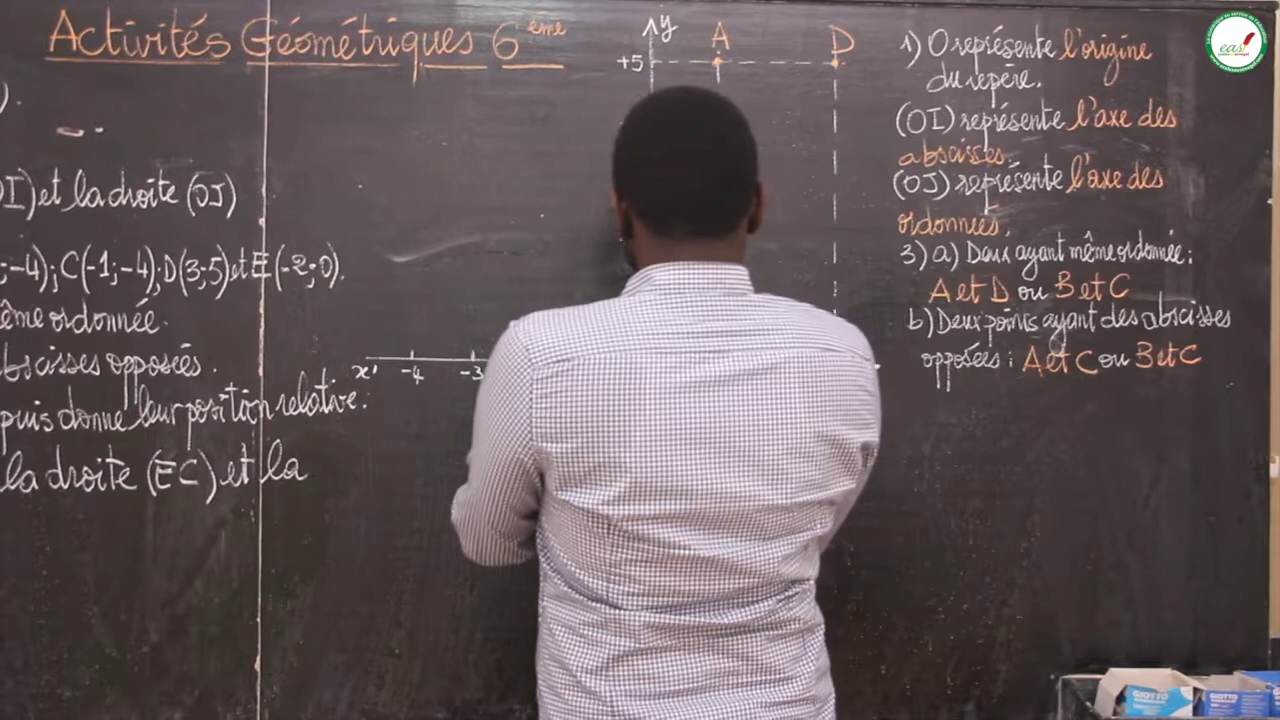 Activités Géométriques 6ème
).
I) et la droite (OJ)
;-4); C(-1;-4); D(3;5) et E(-2;0).
ême ordonnée.
bscisses opposées.
puis donne leur position relative.
la droite (EC) et la
y
A
D
+5
x'
-4
-3
1) O représente l'origine
du repère.
(OI) représente l'axe des
abscisses.
(OJ) représente l'axe des
ordonnées.
3) a) Deux ayant même ordonnée :
A et D ou B et C
b) Deux points ayant des abscisses
opposées : A et C ou B et C
eas
GIOTTO
GIOTTO